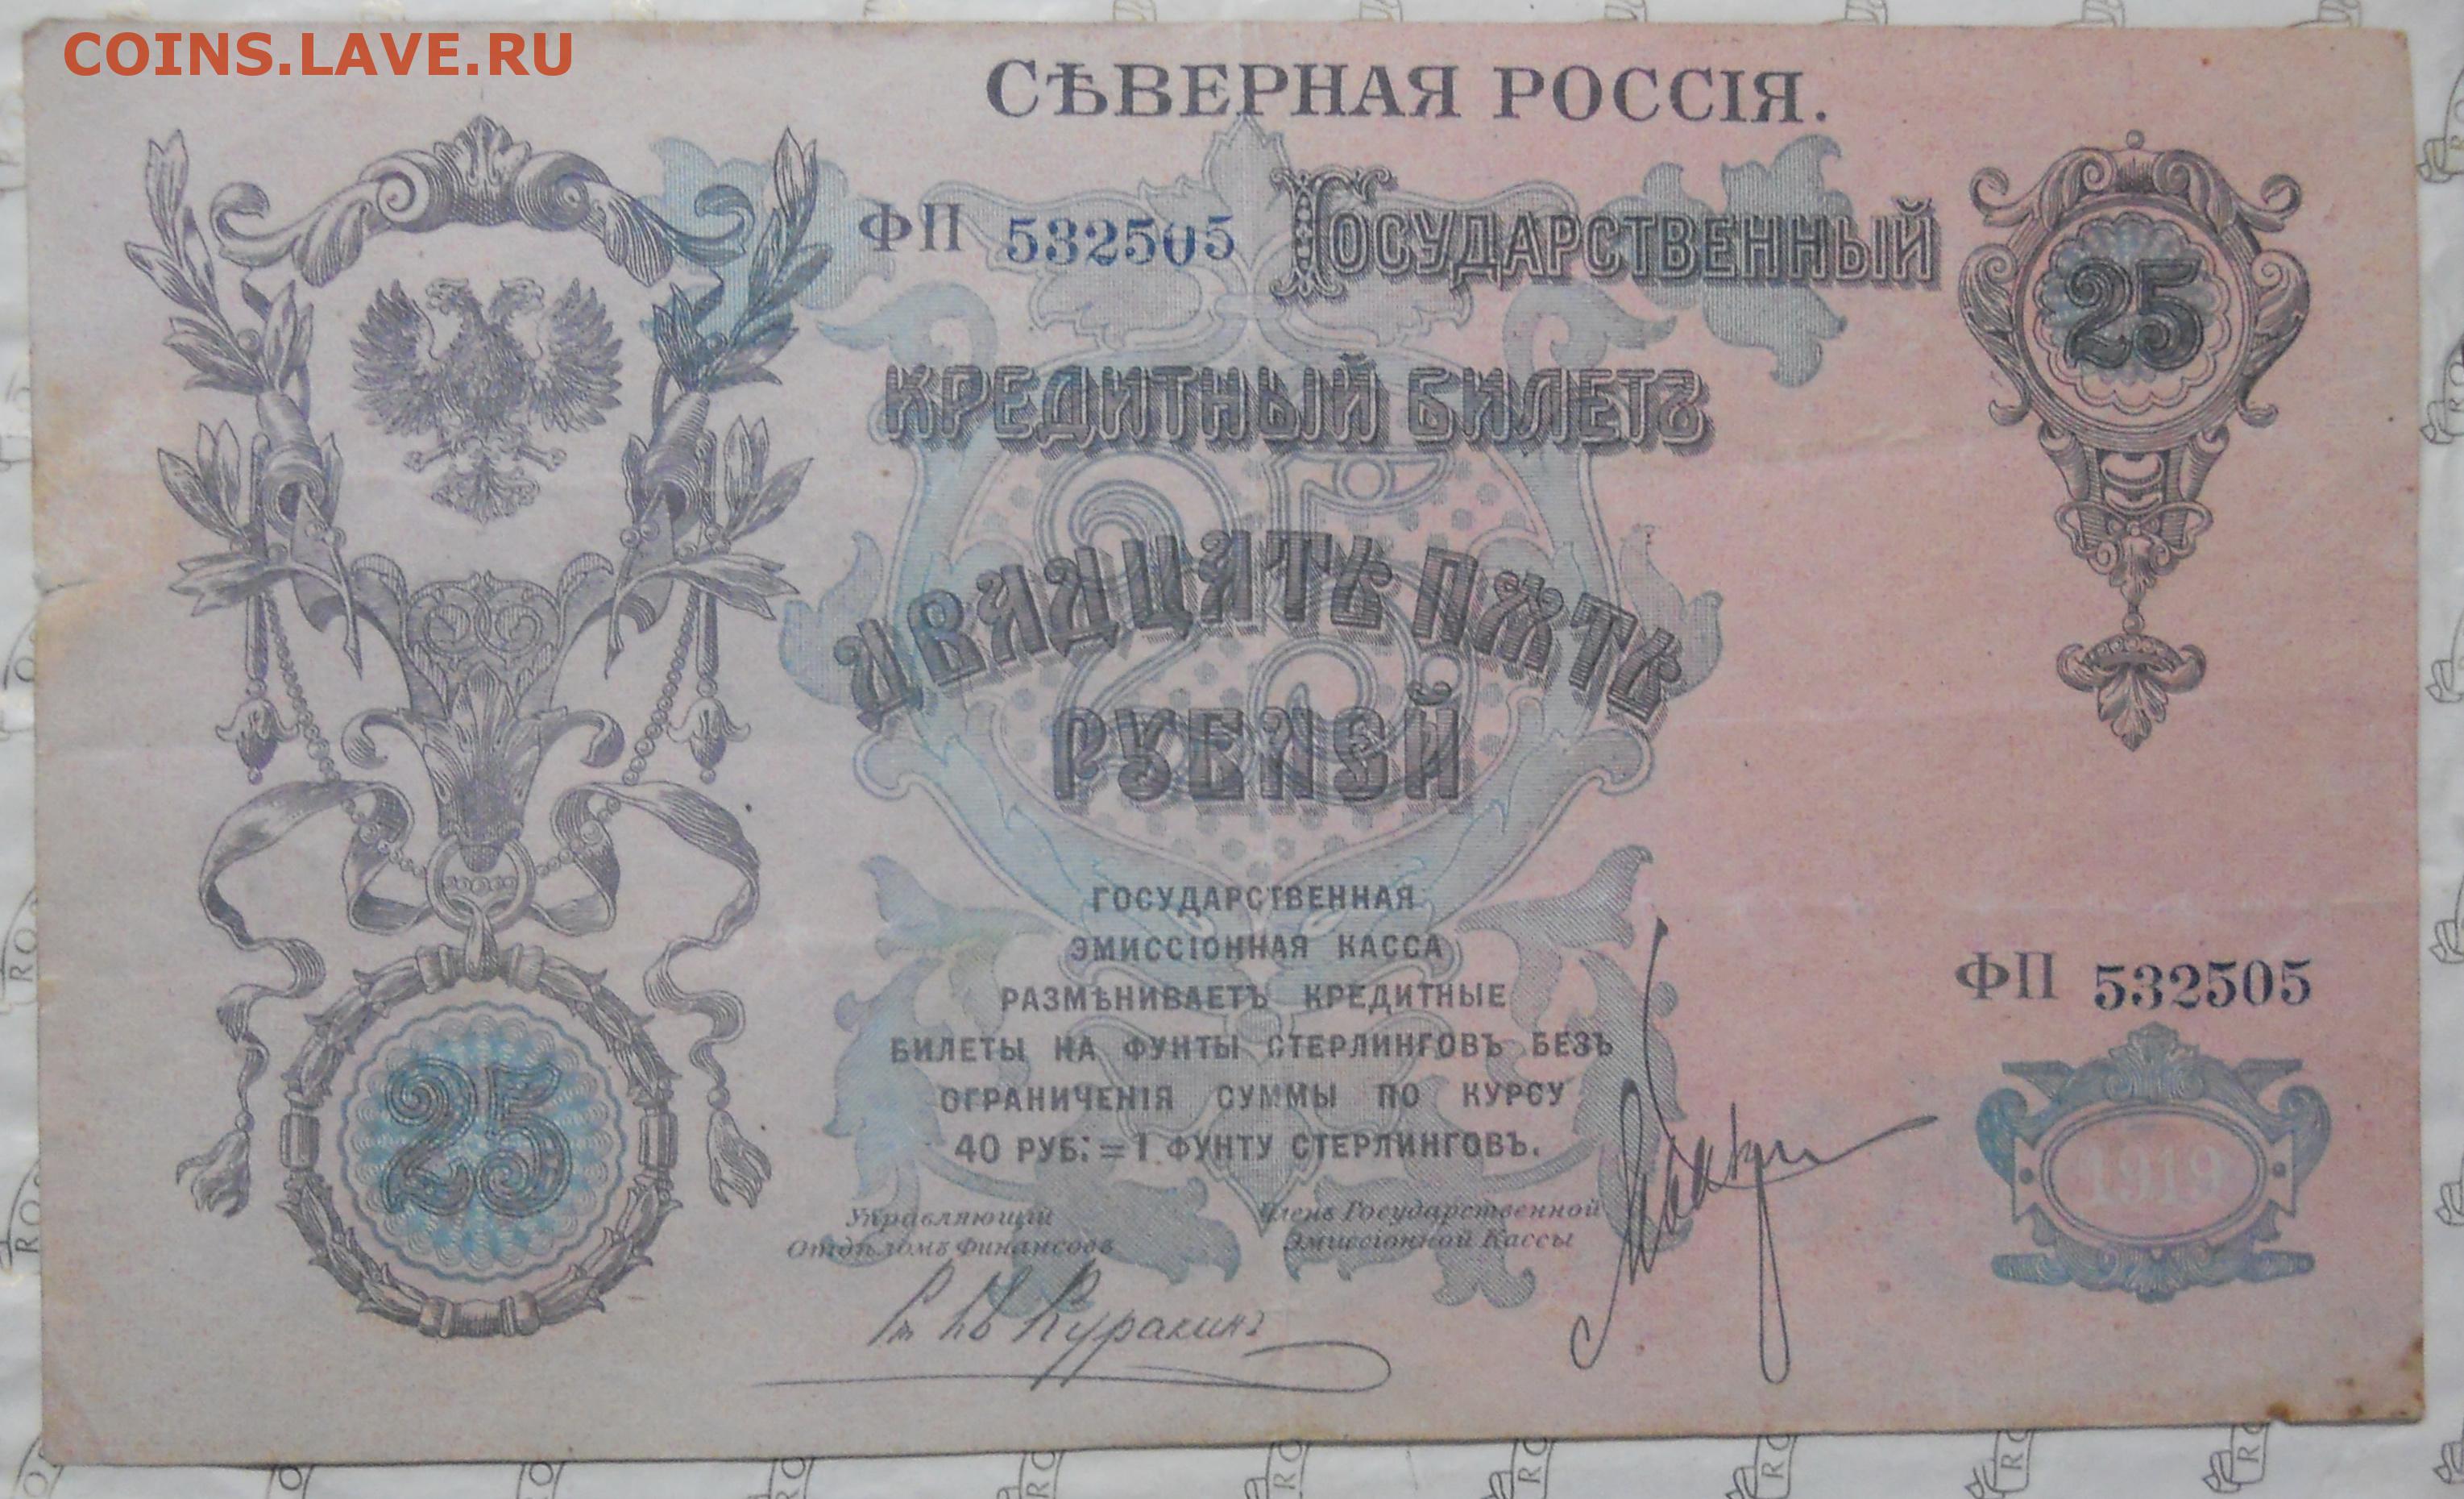 COINS.LAVE.RU
СѢВЕРНАЯ РОССІЯ.
ФП 532505
ГОСУДАРСТВЕННЫЙ
25
КРЕДИТНЫЙ БИЛЕТЪ
25
ДВАДЦАТЬ ПЯТЬ
РУБЛЕЙ
ГОСУДАРСТВЕННАЯ
ЭМИССІОННАЯ КАССА
РАЗМѢНИВАЕТЪ КРЕДИТНЫЕ
БИЛЕТЫ НА ФУНТЫ СТЕРЛИНГОВЪ БЕЗЪ
ОГРАНИЧЕНІЯ СУММЫ ПО КУРСУ
40 РУБ. = 1 ФУНТУ СТЕРЛИНГОВЪ.
ФП 532505
25
1919
Управляющій
Отдѣломъ Финансовъ
Членъ Государственной
Эмиссіонной Кассы
Куракинъ